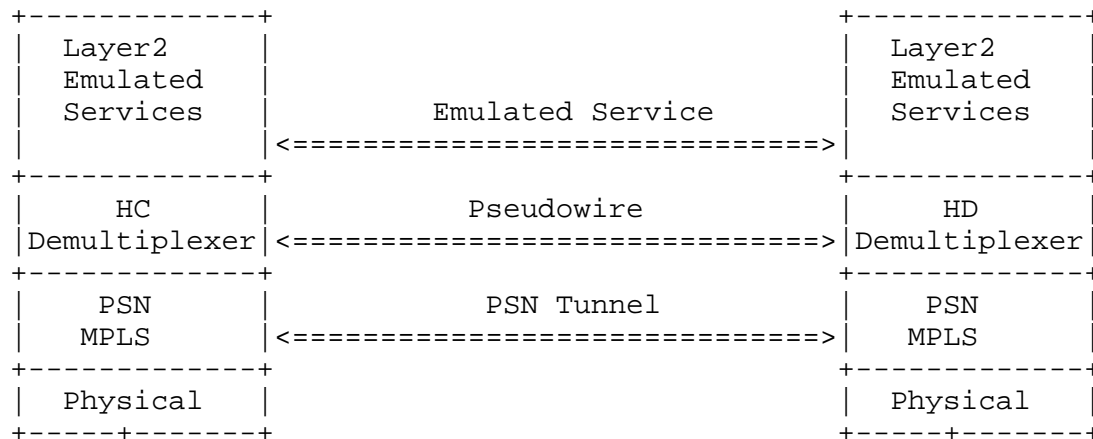 +-------------+                                +-------------+
|  Layer2     |                                |  Layer2     |
|  Emulated   |                                |  Emulated   |
|  Services   |         Emulated Service       |  Services   |
|             |<==============================>|             |
+-------------+                                +-------------+
|     HC      |           Pseudowire           |     HD      |
|Demultiplexer|<==============================>|Demultiplexer|
+-------------+                                +-------------+
|    PSN      |            PSN Tunnel          |    PSN      |
|   MPLS      |<==============================>|   MPLS      |
+-------------+                                +-------------+
|  Physical   |                                |  Physical   |
+-----+-------+                                +-----+-------+